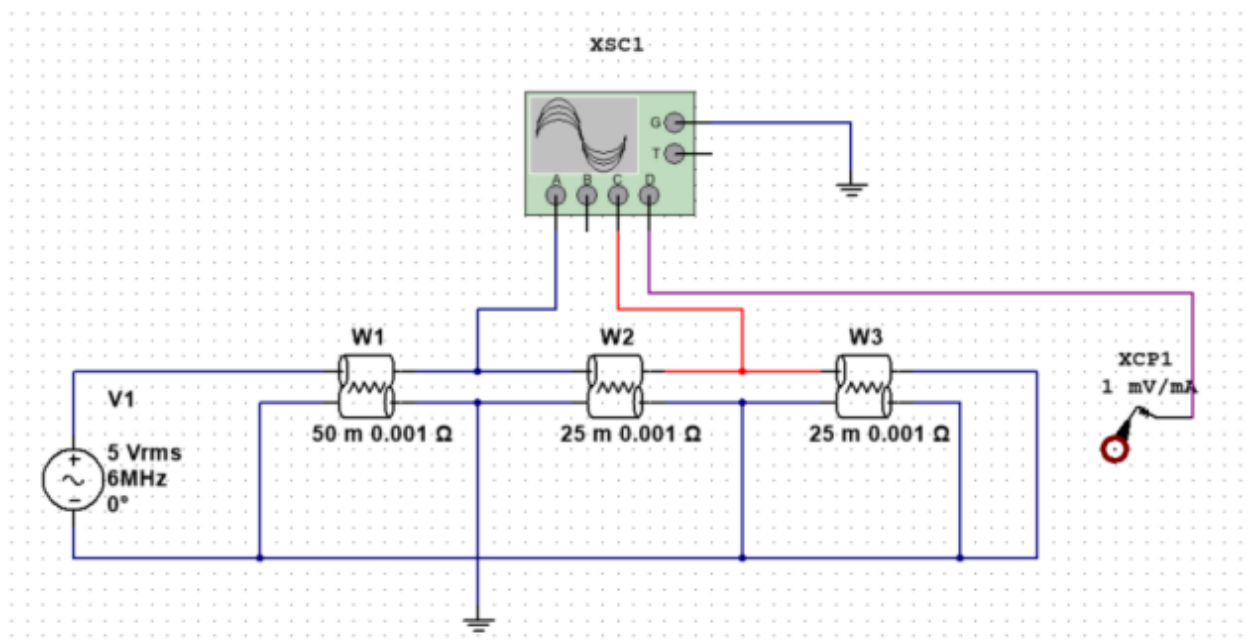 XSC1
G
T
A B C D
W1
W2
W3
XCP1
1 mV/mA
V1
50 m 0.001 Ω
25 m 0.001 Ω
25 m 0.001 Ω
5 Vrms
6MHz
0°